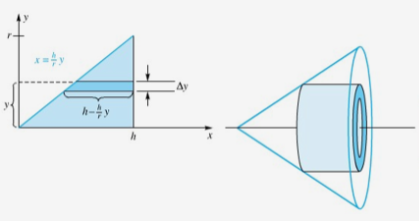 y
r
x = h/r y
y
Δy
h − h/r y
h
x